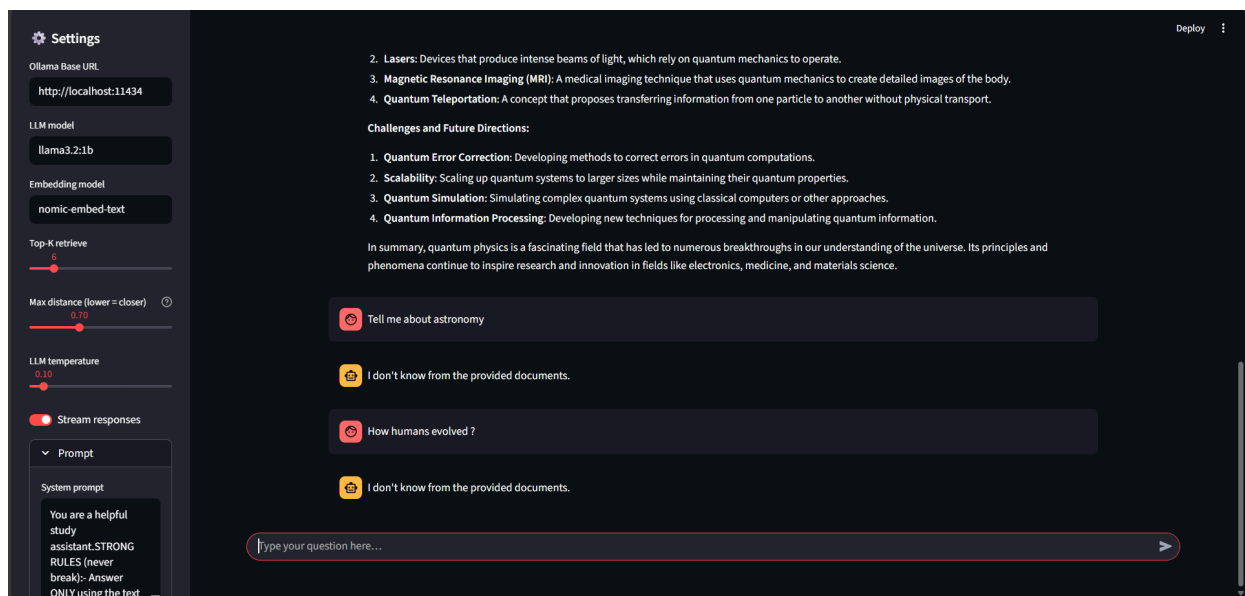 Settings
Ollama Base URL
http://localhost:11434
LLM model
llama3.2:1b
Embedding model
nomic-embed-text
Top-K retrieve
6
Max distance (lower = closer)
0.70
LLM temperature
0.10
Stream responses
Prompt
System prompt
You are a helpful
study
assistant.STRONG
RULES (never
break):- Answer
ONLY using the text
Deploy
2. Lasers: Devices that produce intense beams of light, which rely on quantum mechanics to operate.
3. Magnetic Resonance Imaging (MRI): A medical imaging technique that uses quantum mechanics to create detailed images of the body.
4. Quantum Teleportation: A concept that proposes transferring information from one particle to another without physical transport.
Challenges and Future Directions:
1. Quantum Error Correction: Developing methods to correct errors in quantum computations.
2. Scalability: Scaling up quantum systems to larger sizes while maintaining their quantum properties.
3. Quantum Simulation: Simulating complex quantum systems using classical computers or other approaches.
4. Quantum Information Processing: Developing new techniques for processing and manipulating quantum information.
In summary, quantum physics is a fascinating field that has led to numerous breakthroughs in our understanding of the universe. Its principles and
phenomena continue to inspire research and innovation in fields like electronics, medicine, and materials science.
Tell me about astronomy
I don't know from the provided documents.
How humans evolved ?
I don't know from the provided documents.
Type your question here...